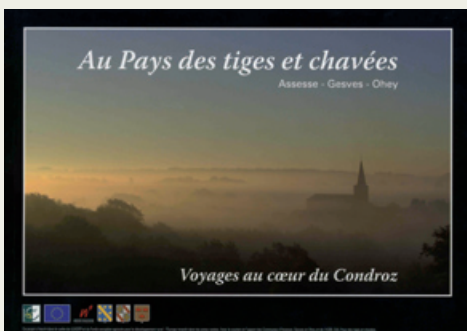 Au Pays des tiges et chavées
Assesse - Gesves - Ohey
Voyages au cœur du Condroz